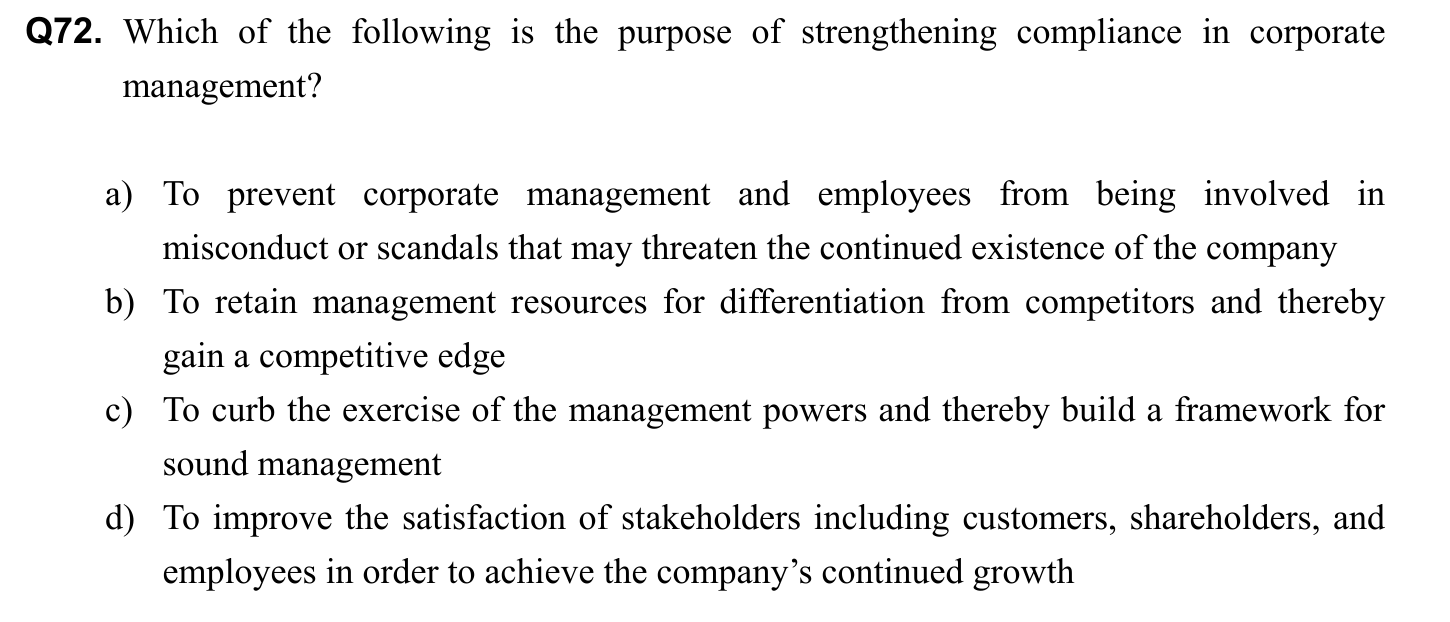 Q72. Which of the following is the purpose of strengthening compliance in corporate
management?
a) To prevent corporate management and employees from being involved in
misconduct or scandals that may threaten the continued existence of the company
b) To retain management resources for differentiation from competitors and thereby
gain a competitive edge
c) To curb the exercise of the management powers and thereby build a framework for
sound management
d) To improve the satisfaction of stakeholders including customers, shareholders, and
employees in order to achieve the company’s continued growth